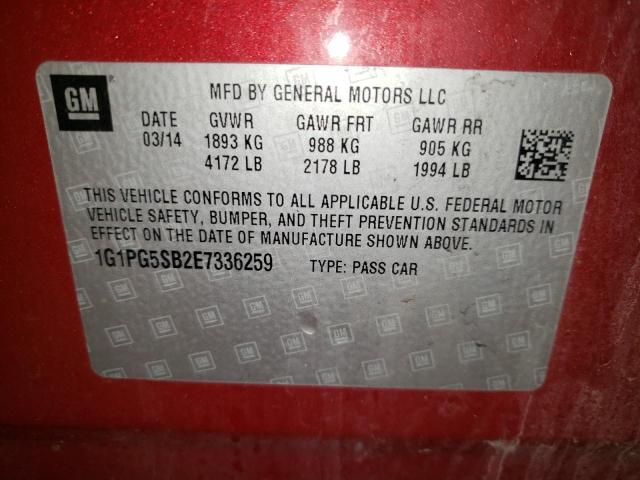 GM
MFD BY GENERAL MOTORS LLC
DATE GVWR GAWR FRT GAWR RR
03/14 1893 KG 988 KG 905 KG
4172 LB 2178 LB 1994 LB
THIS VEHICLE CONFORMS TO ALL APPLICABLE U.S. FEDERAL MOTOR
VEHICLE SAFETY, BUMPER, AND THEFT PREVENTION STANDARDS IN
EFFECT ON THE DATE OF MANUFACTURE SHOWN ABOVE.
1G1PG5SB2E7336259 TYPE: PASS CAR